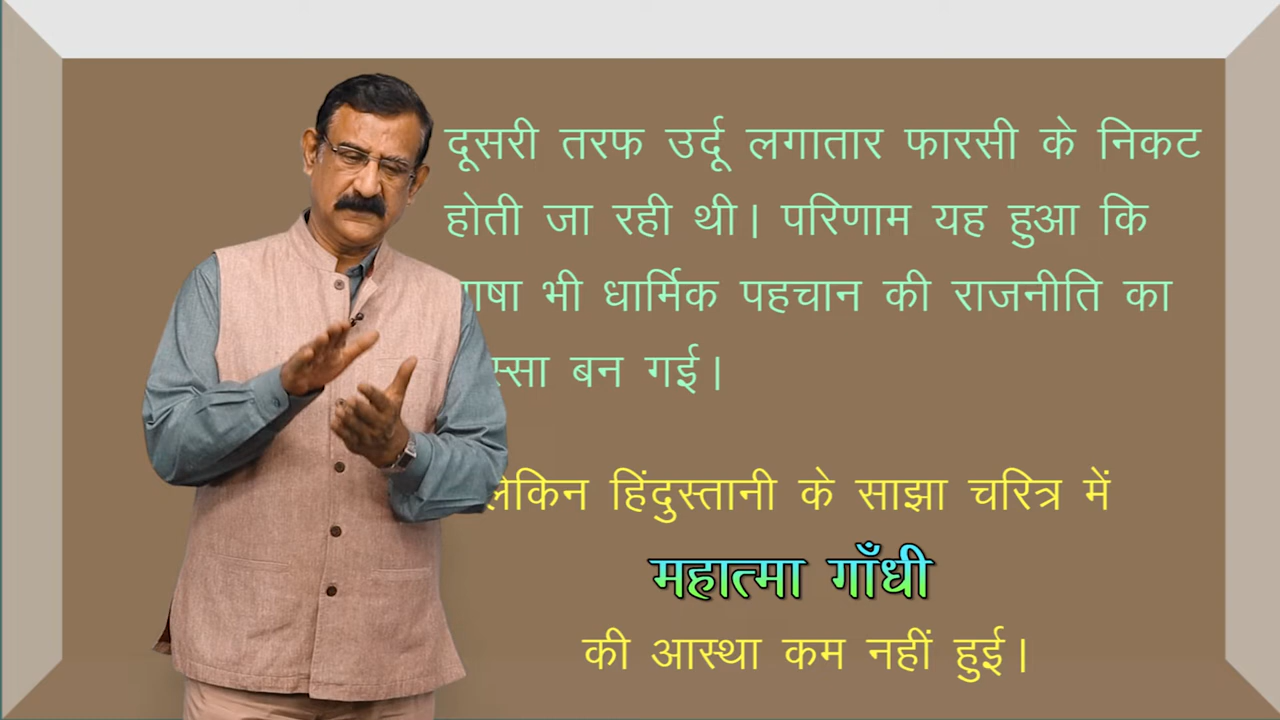 दूसरी तरफ उर्दू लगातार फारसी के निकट
होती जा रही थी। परिणाम यह हुआ कि
भी धार्मिक पहचान की राजनीति का
बन गई।
लेकिन हिंदुस्तानी के साझा चरित्र में
महात्मा गाँधी
की आस्था कम नहीं हुई।